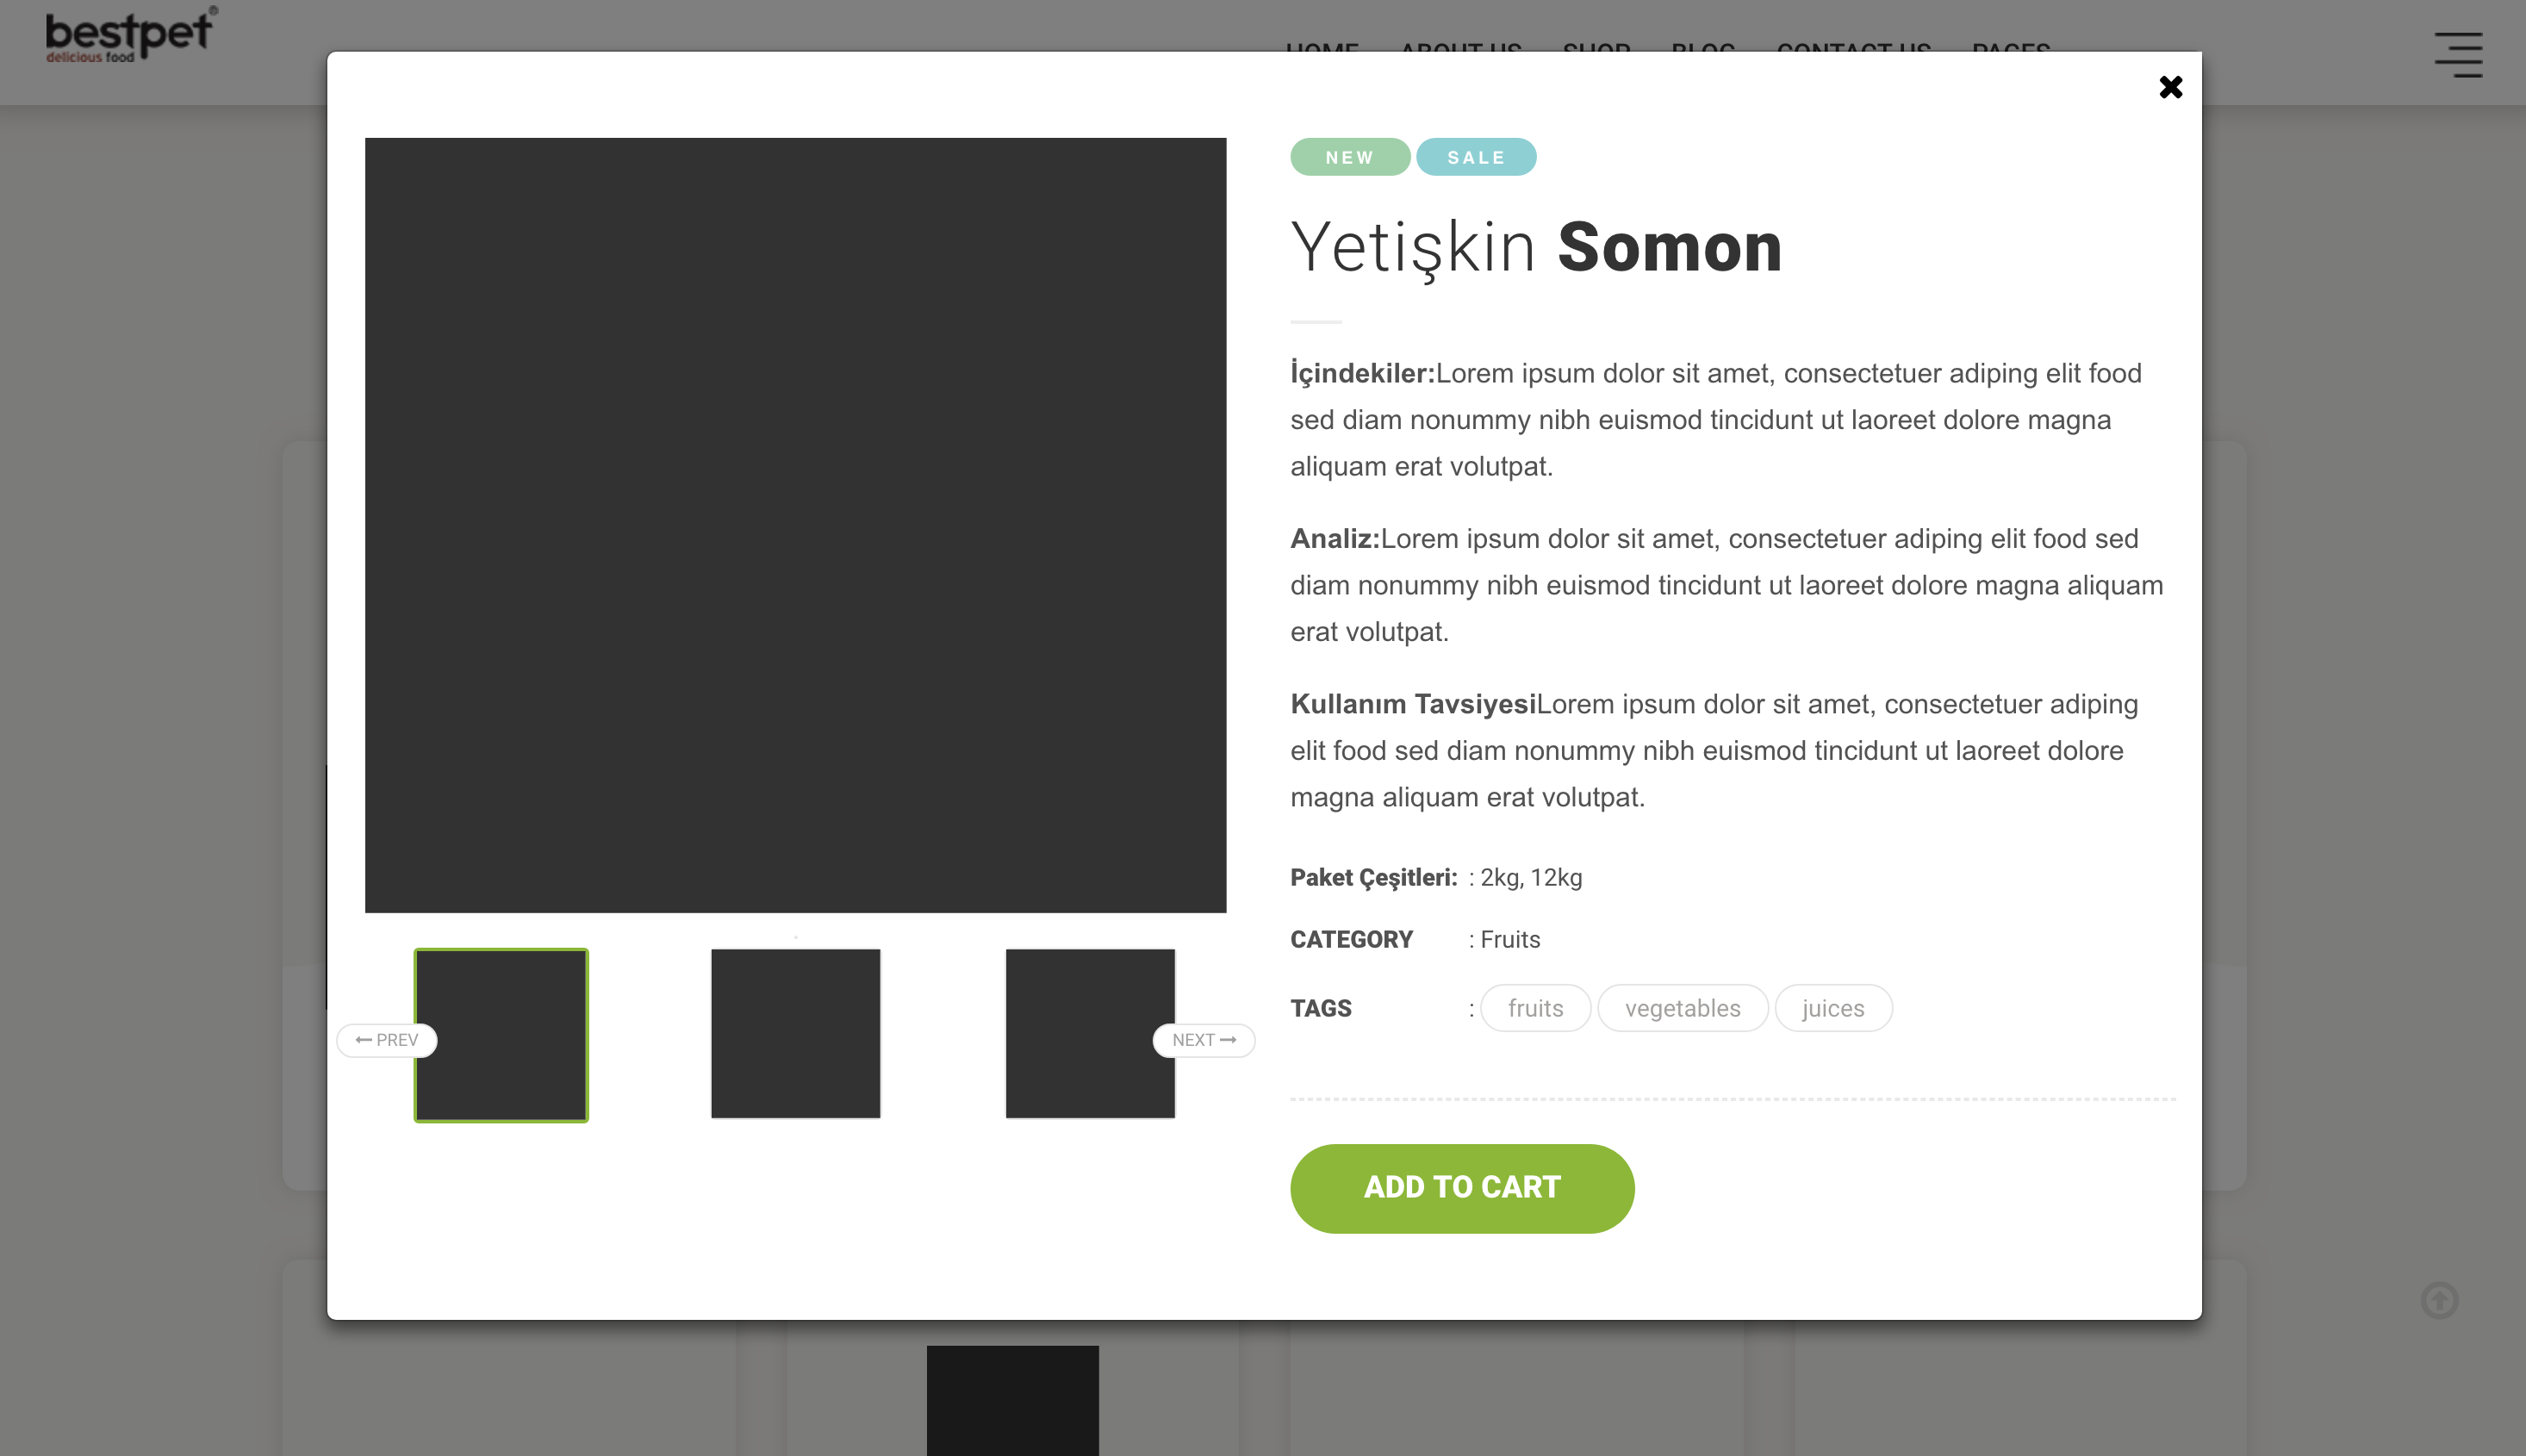 bestpet®
delicious food
HOME ABOUT US SHOP BLOG CONTACT US PAGES
NEW SALE
Yetişkin Somon
İçindekiler:Lorem ipsum dolor sit amet, consectetuer adiping elit food
sed diam nonummy nibh euismod tincidunt ut laoreet dolore magna
aliquam erat volutpat.
Analiz:Lorem ipsum dolor sit amet, consectetuer adiping elit food sed
diam nonummy nibh euismod tincidunt ut laoreet dolore magna aliquam
erat volutpat.
Kullanım TavsiyesiLorem ipsum dolor sit amet, consectetuer adiping
elit food sed diam nonummy nibh euismod tincidunt ut laoreet dolore
magna aliquam erat volutpat.
Paket Çeşitleri: : 2kg, 12kg
CATEGORY : Fruits
TAGS : fruits vegetables juices
PREV
NEXT
ADD TO CART